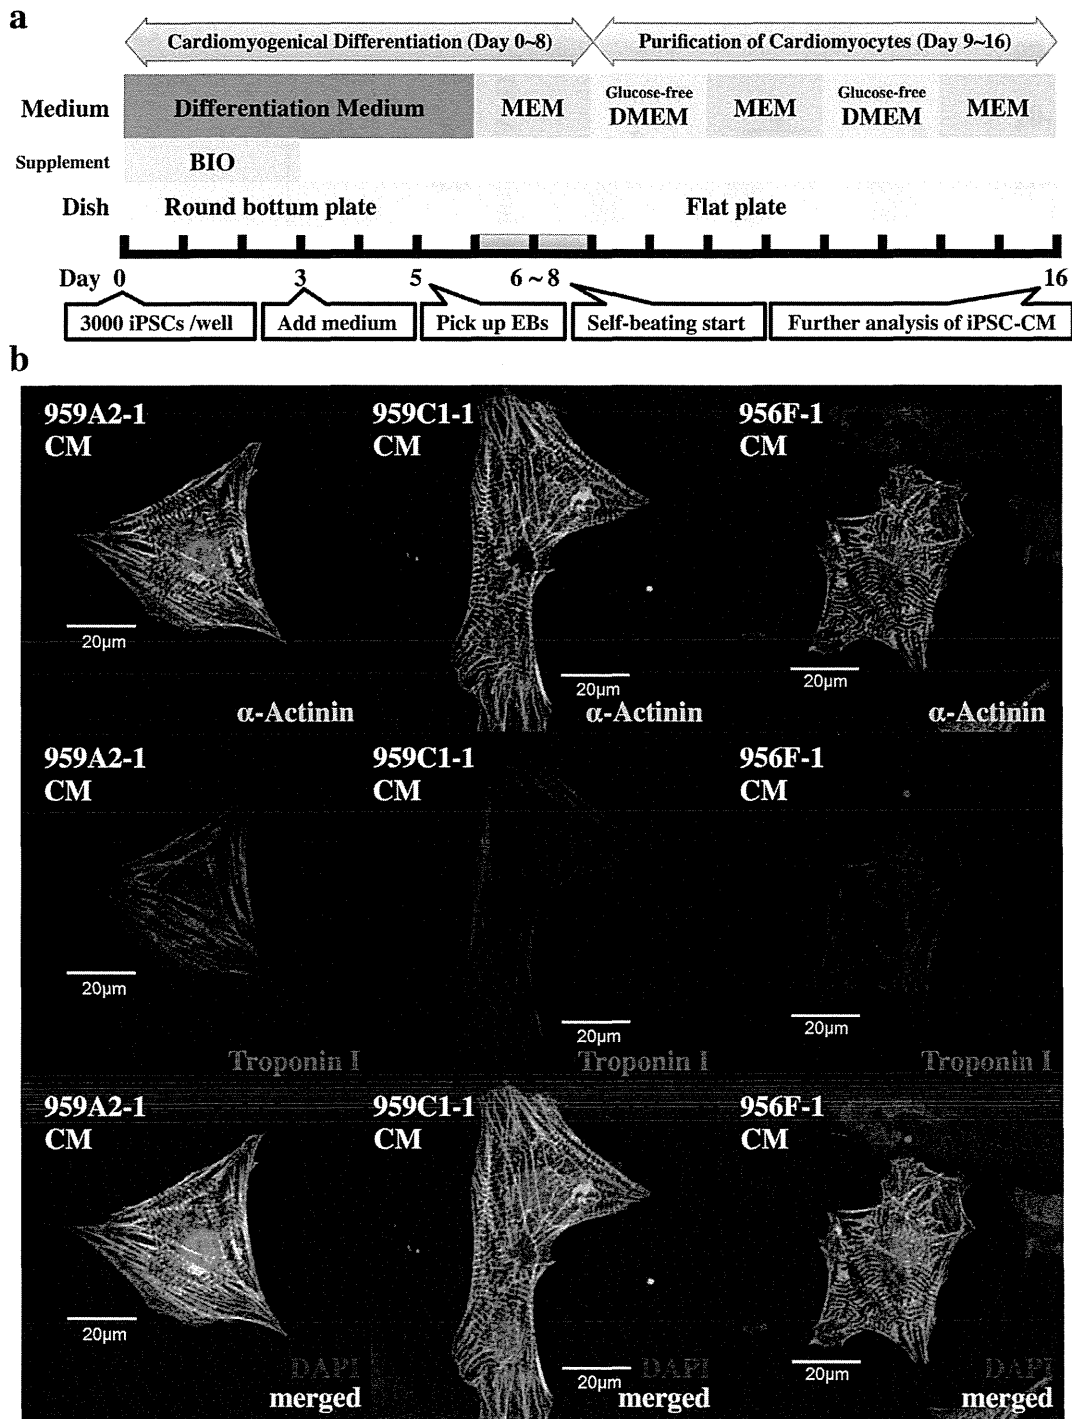 a
Cardiomyogenical Differentiation (Day 0~8)
Purification of Cardiomyocytes (Day 9~16)
Medium
Differentiation Medium
MEM
Glucose-free
DMEM
MEM
Glucose-free
DMEM
MEM
Supplement
BIO
Dish
Round bottum plate
Flat plate
Day 0 3 5 6 ~ 8 16
3000 iPSCs /well
Add medium
Pick up EBs
Self-beating start
Further analysis of iPSC-CM
b
959A2-1
CM
20μm
α-Actinin
959C1-1
CM
20μm
α-Actinin
956F-1
CM
20μm
α-Actinin
959A2-1
CM
20μm
Troponin I
959C1-1
CM
20μm
Troponin I
956F-1
CM
20μm
Troponin I
959A2-1
CM
20μm
DAPI
merged
959C1-1
CM
20μm
DAPI
merged
956F-1
CM
20μm
DAPI
merged